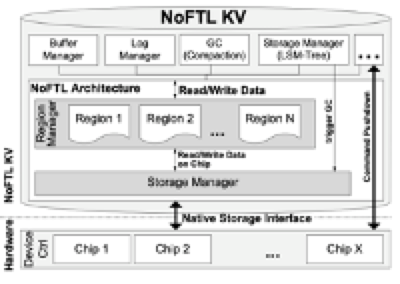 NoFTL KV
Buffer
Manager
Log
Manager
GC
(Compaction)
Storage Manager
(LSM-Tree)
...
NoFTL Architecture
Read/Write Data
Region Manager
Region 1
Region 2
...
Region N
trigger GC
Command Pushdown
Read/Write Data
on Chip
Storage Manager
NoFTL KV
Native Storage Interface
Hardware
Device
Ctrl
Chip 1
Chip 2
...
Chip X